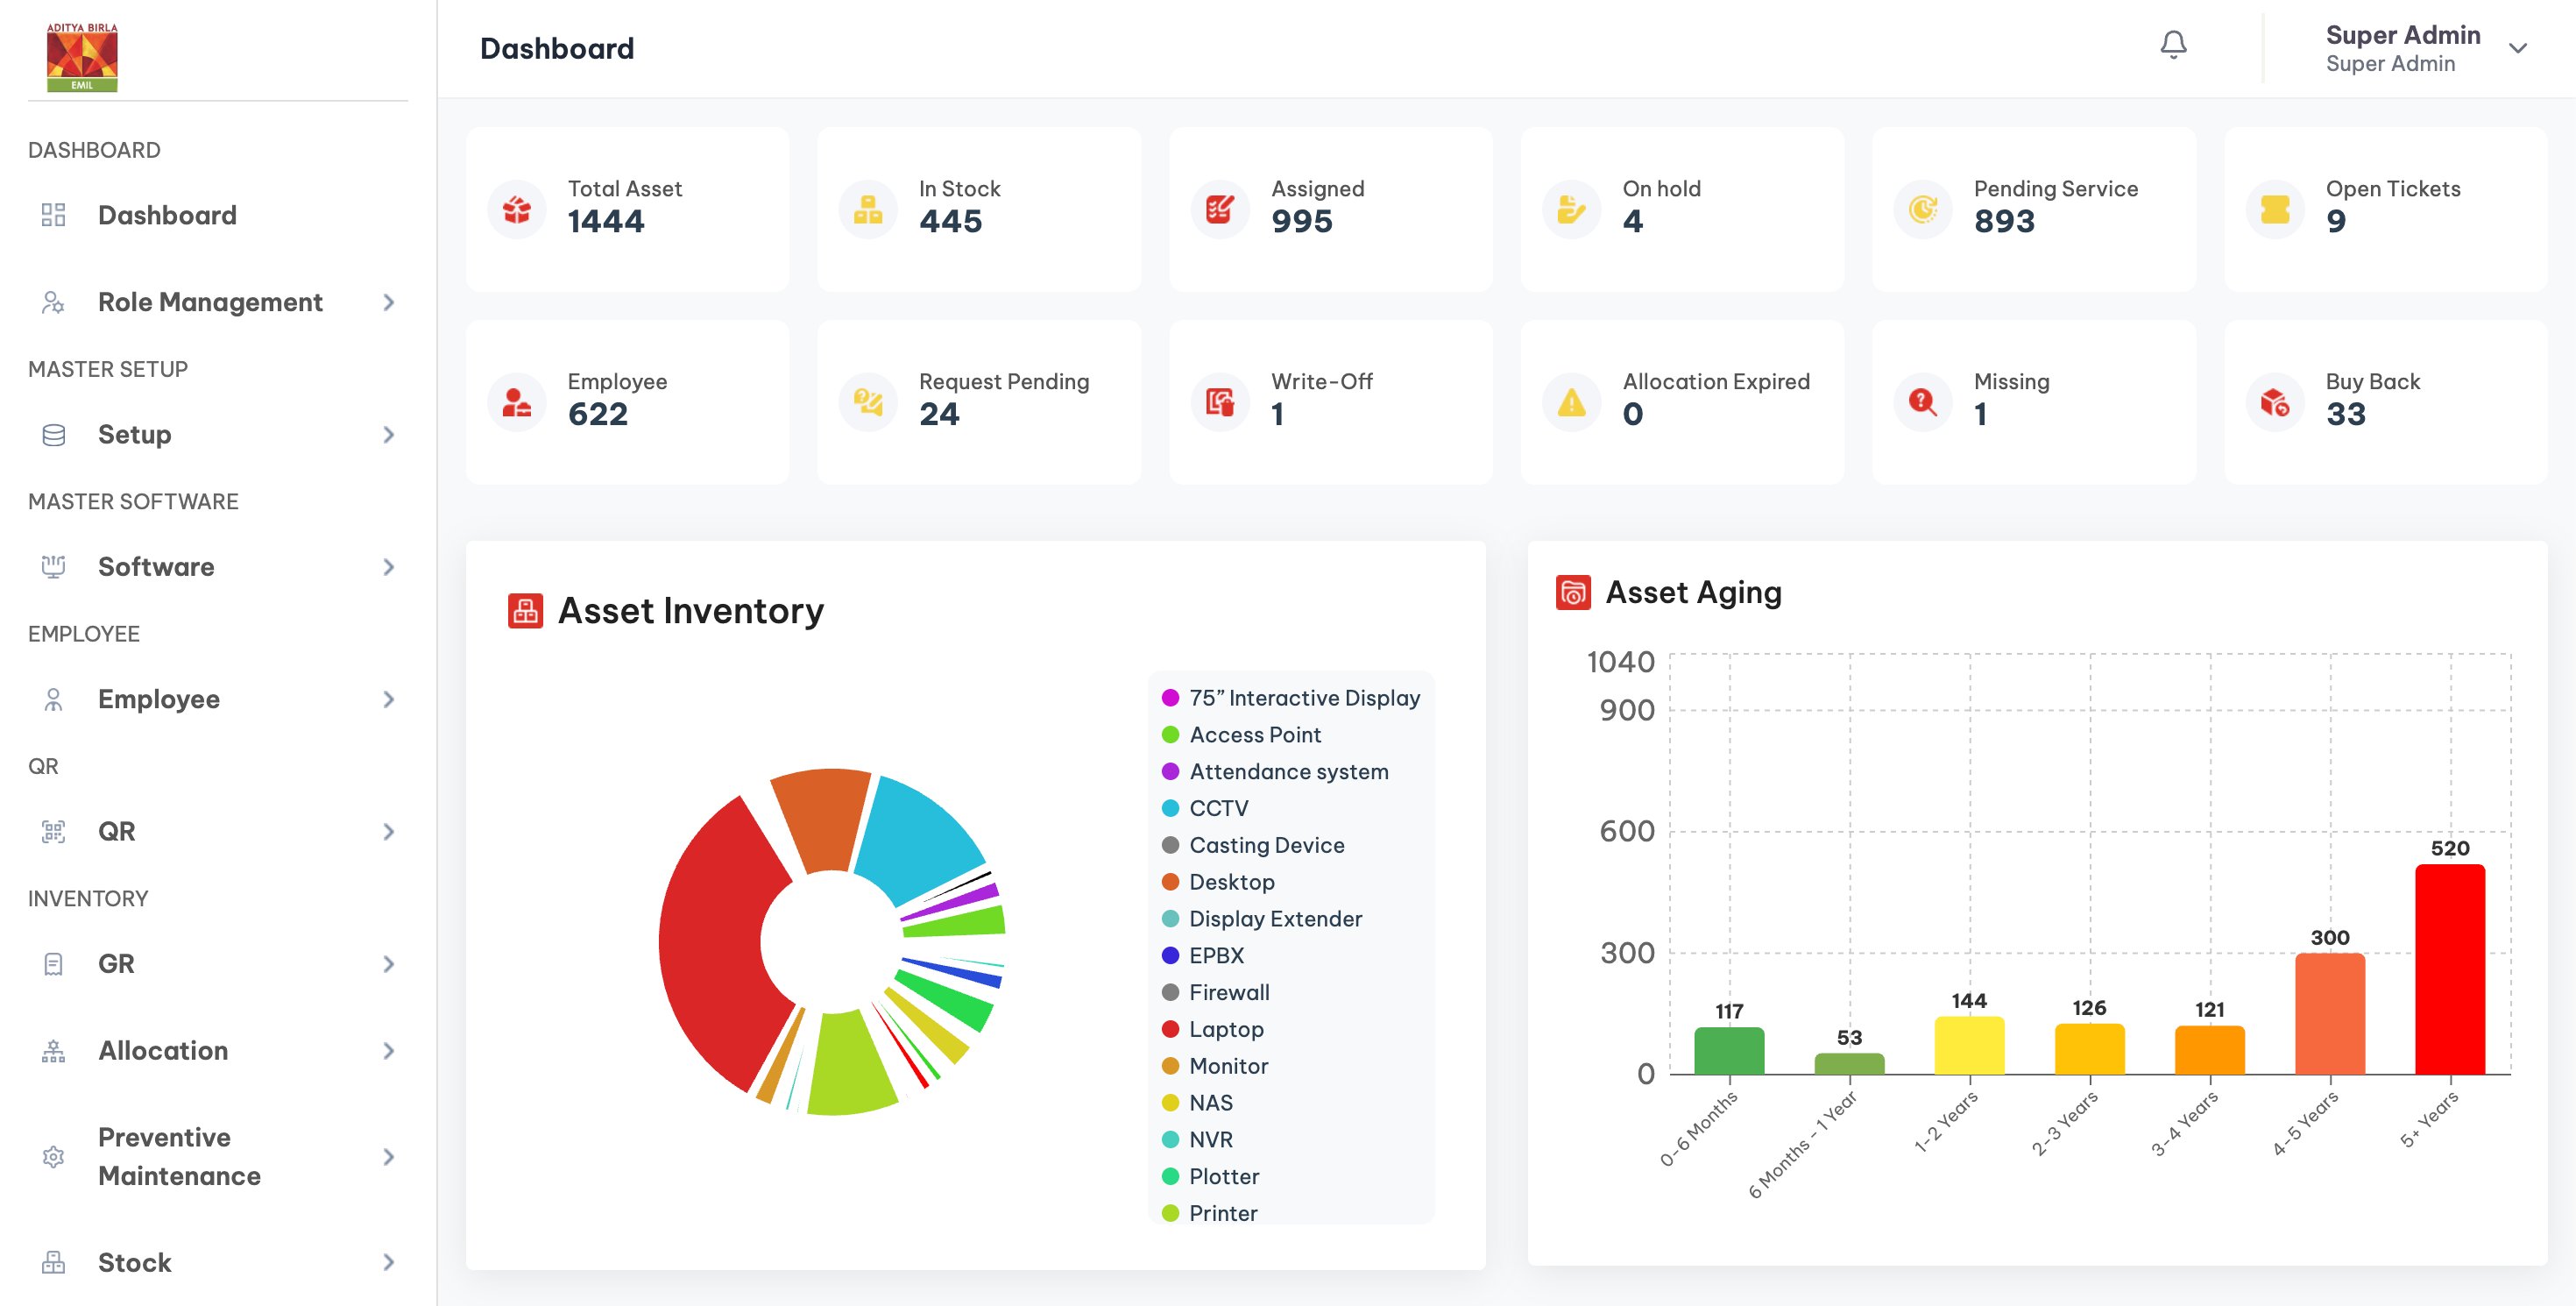 ADITYA BIRLA
EMIL
DASHBOARD
Dashboard
Role Management
MASTER SETUP
Setup
MASTER SOFTWARE
Software
EMPLOYEE
Employee
QR
QR
INVENTORY
GR
Allocation
Preventive
Maintenance
Stock
Dashboard
Super Admin
Super Admin
Total Asset
1444
In Stock
445
Assigned
995
On hold
4
Pending Service
893
Open Tickets
9
Employee
622
Request Pending
24
Write-Off
1
Allocation Expired
0
Missing
1
Buy Back
33
Asset Inventory
75” Interactive Display
Access Point
Attendance system
CCTV
Casting Device
Desktop
Display Extender
EPBX
Firewall
Laptop
Monitor
NAS
NVR
Plotter
Printer
Asset Aging
1040
900
600
300
0
117
53
144
126
121
300
520
0-6 Months
6 Months - 1 Year
1-2 Years
2-3 Years
3-4 Years
4-5 Years
5+ Years